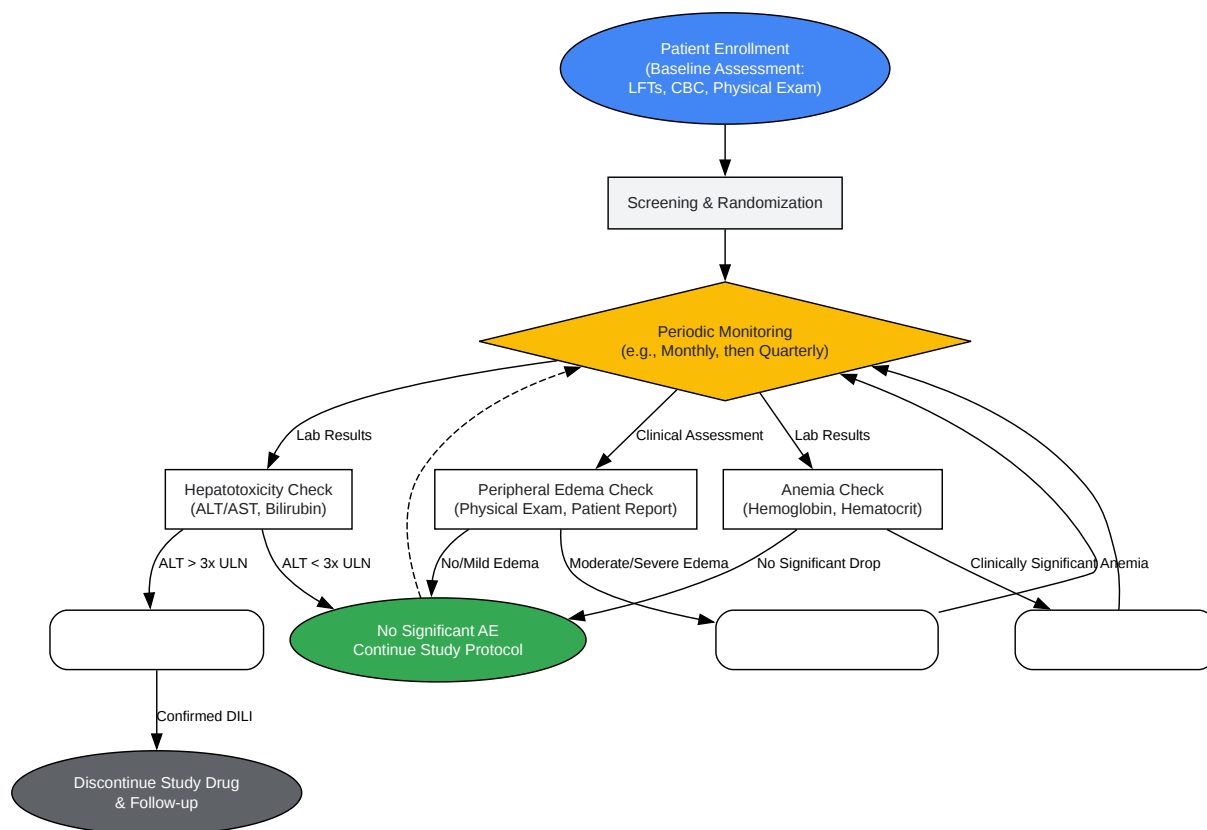 Patient Enrollment
(Baseline Assessment:
LFTs, CBC, Physical Exam)
Screening & Randomization
Periodic Monitoring
(e.g., Monthly, then Quarterly)
Lab Results
Clinical Assessment
Lab Results
Hepatotoxicity Check
(ALT/AST, Bilirubin)
Peripheral Edema Check
(Physical Exam, Patient Report)
Anemia Check
(Hemoglobin, Hematocrit)
ALT > 3x ULN
ALT < 3x ULN
No/Mild Edema
Moderate/Severe Edema
No Significant Drop
Clinically Significant Anemia
No Significant AE
Continue Study Protocol
Confirmed DILI
Discontinue Study Drug
& Follow-up